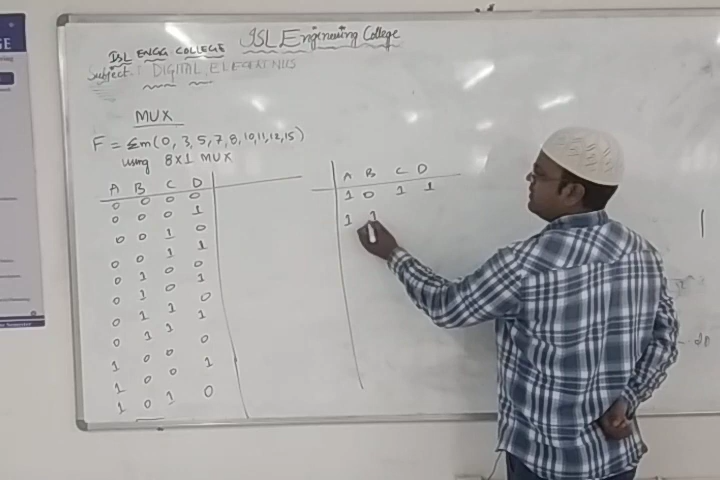 ISL Engineering College
ISL ENGG COLLEGE
Subject: DIGITAL ELECTRONICS
MUX
F = Σm(0, 3, 5, 7, 8, 10, 11, 12, 15)
using 8x1 MUX
A B C D
0 0 0 0
0 0 0 1
0 0 1 0
0 0 1 1
0 1 0 0
0 1 0 1
0 1 1 0
0 1 1 1
1 0 0 0
1 0 0 1
1 0 1 0
A B C D
1 0 1 1
1 1